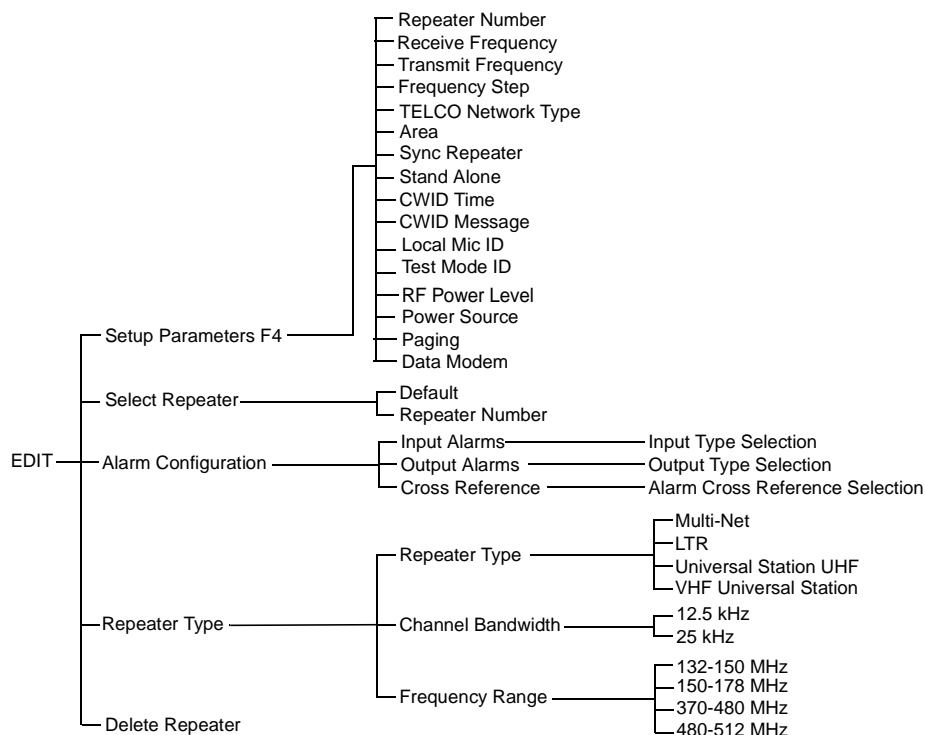 Repeater Number
Receive Frequency
Transmit Frequency
Frequency Step
TELCO Network Type
Area
Sync Repeater
Stand Alone
CWID Time
CWID Message
Local Mic ID
Test Mode ID
RF Power Level
Power Source
Paging
Data Modem
Setup Parameters F4
Select Repeater
Default
Repeater Number
EDIT
Alarm Configuration
Input Alarms
Input Type Selection
Output Alarms
Output Type Selection
Cross Reference
Alarm Cross Reference Selection
Repeater Type
Repeater Type
Multi-Net
LTR
Universal Station UHF
VHF Universal Station
Channel Bandwidth
12.5 kHz
25 kHz
Frequency Range
132-150 MHz
150-178 MHz
370-480 MHz
480-512 MHz
Delete Repeater